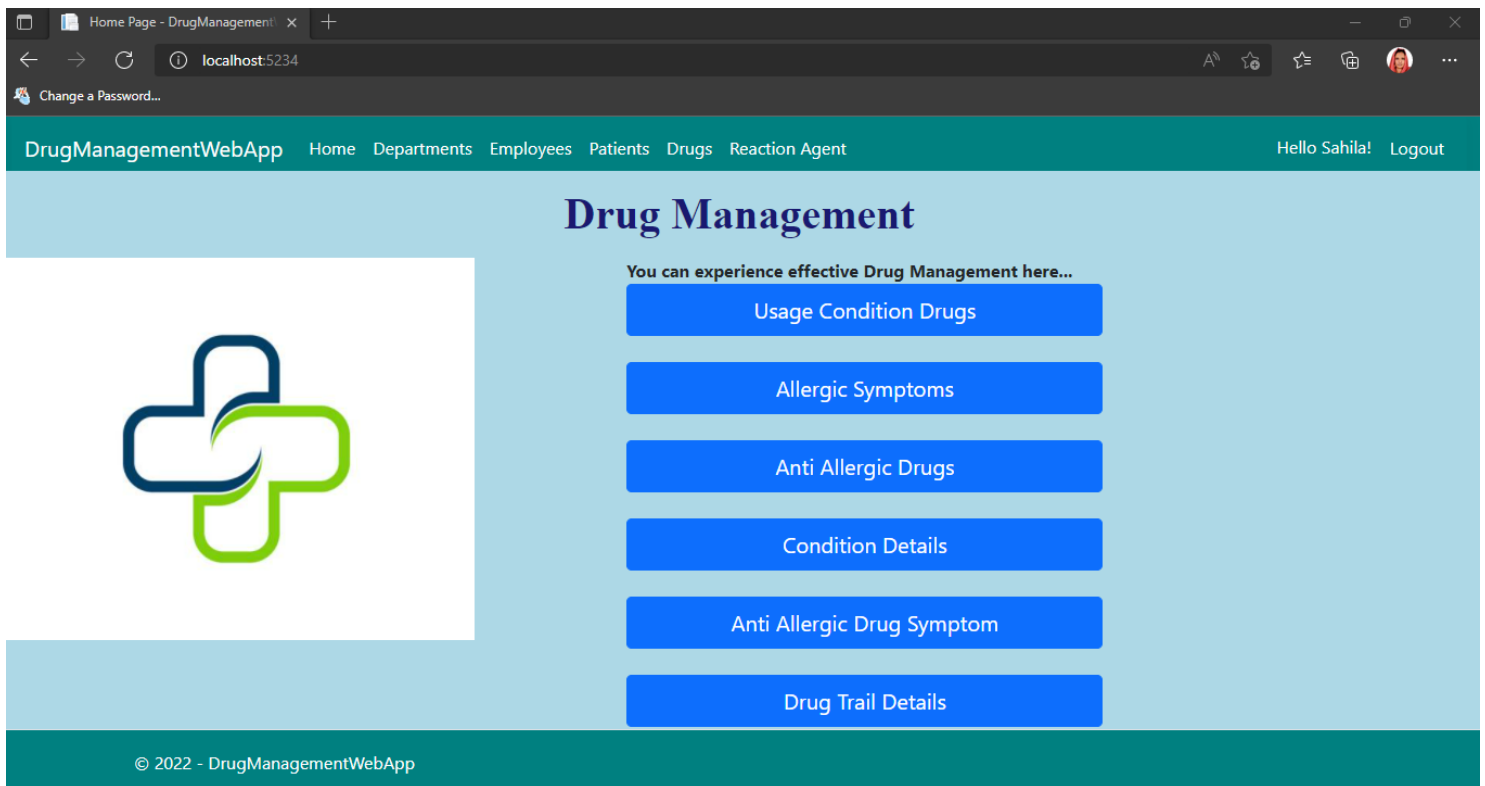 Home Page - DrugManagement
localhost:5234
Change a Password...
DrugManagementWebApp Home Departments Employees Patients Drugs Reaction Agent Hello Sahila! Logout
Drug Management
You can experience effective Drug Management here...
Usage Condition Drugs
Allergic Symptoms
Anti Allergic Drugs
Condition Details
Anti Allergic Drug Symptom
Drug Trail Details
© 2022 - DrugManagementWebApp